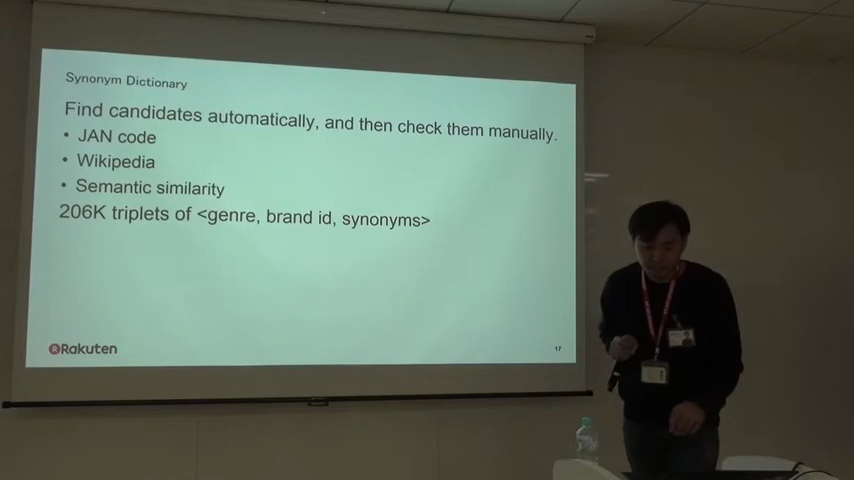 Synonym Dictionary
Find candidates automatically, and then check them manually.
• JAN code
• Wikipedia
• Semantic similarity
206K triplets of <genre, brand id, synonyms>
R Rakuten
17